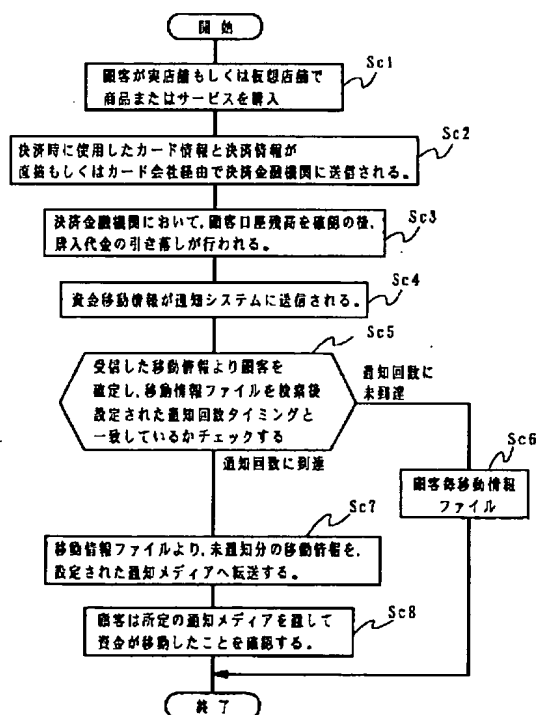 開始
Sc1
顧客が実店舗もしくは仮想店舗で
商品またはサービスを購入
Sc2
決済時に使用したカード情報と決済情報が
直接もしくはカード会社経由で決済金融機関に送信される。
Sc3
決済金融機関において,顧客口座残高を確認の後,
購入代金の引き落しが行われる。
Sc4
資金移動情報が通知システムに送信される。
Sc5
受信した移動情報より顧客を
確定し,移動情報ファイルを検索後
設定された通知回数タイミングと
一致しているかチェックする
通知回数に
未到達
通知回数に到達
Sc6
顧客毎移動情報
ファイル
Sc7
移動情報ファイルより,未通知分の移動情報を,
設定された通知メディアへ転送する。
Sc8
顧客は所定の通知メディアを通して
資金が移動したことを確認する。
終了